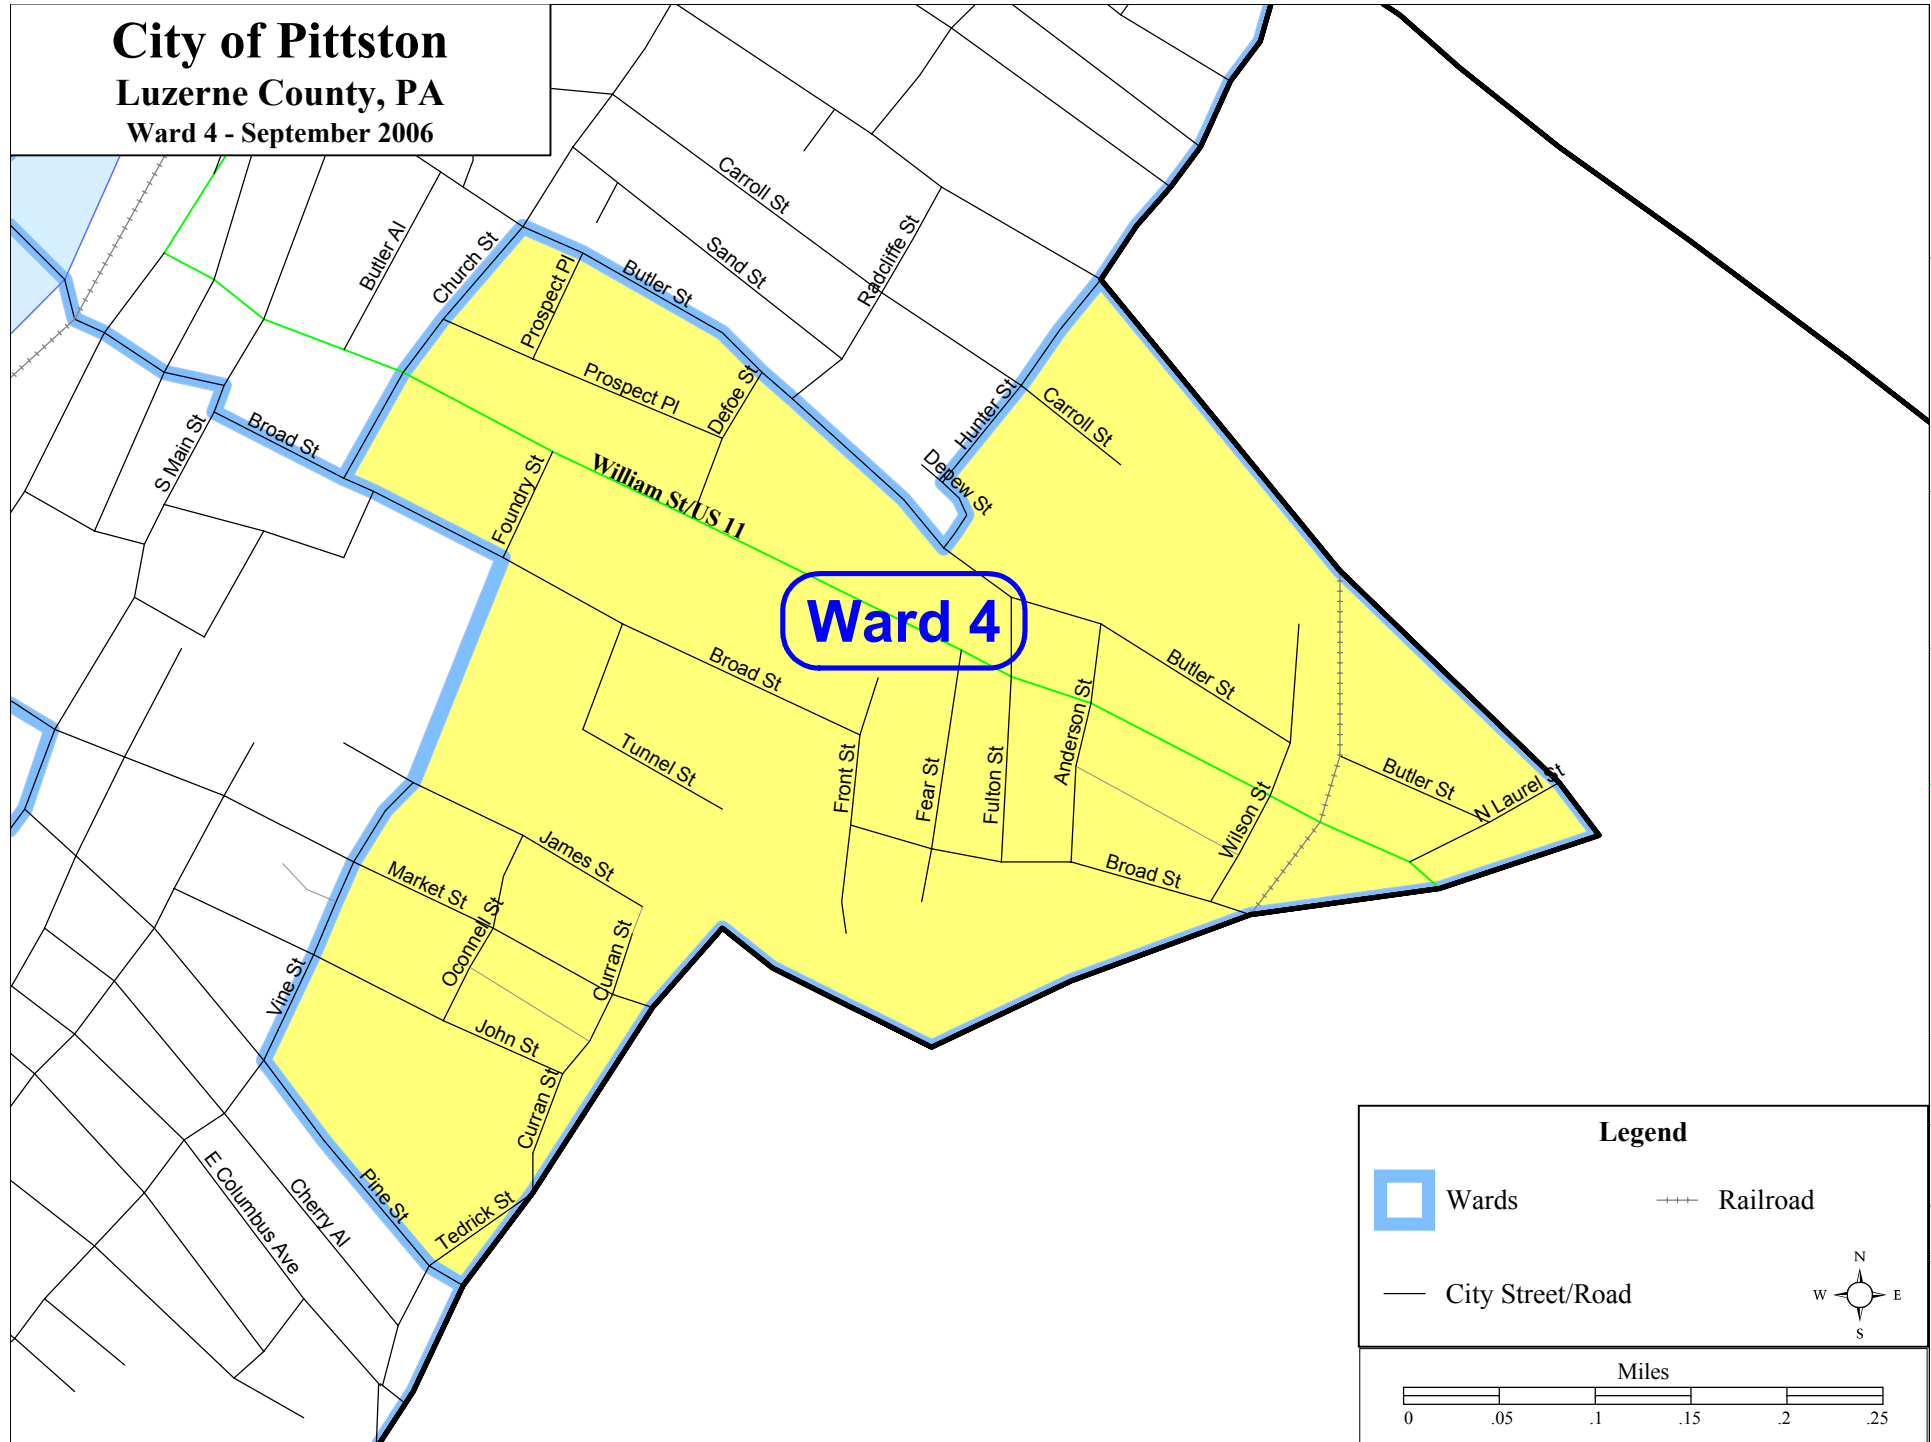 City of Pittston
Luzerne County, PA
Ward 4 - September 2006
Carroll St
Radcliffe St
Sand St
Butler Al
Church St
Butler St
Prospect Pl
Prospect Pl
Defoe St
Hunter St
Carroll St
Broad St
S Main St
Foundry St
William St/US 11
Depew St
Ward 4
Broad St
Butler St
Anderson St
Tunnel St
Front St
Fear St
Fulton St
Wilson St
Butler St
N Laurel St
James St
Market St
Broad St
Oconnell St
Curran St
Vine St
John St
Curran St
E Columbus Ave
Cherry Al
Pine St
Tedrick St
Legend
Wards
Railroad
City Street/Road
N
W
E
S
Miles
0 .05 .1 .15 .2 .25